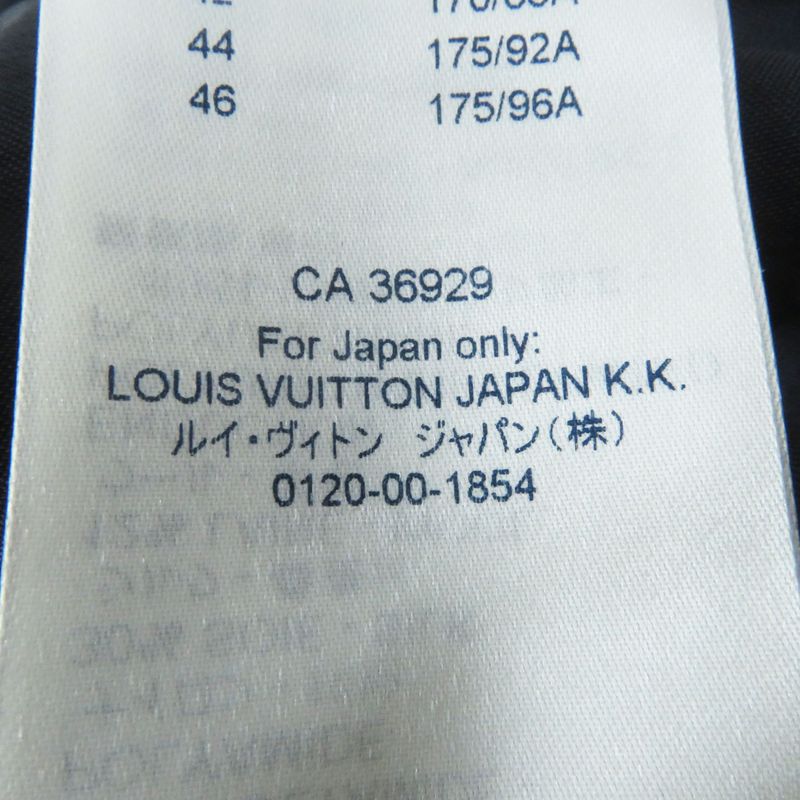 44 175/92A
46 175/96A
CA 36929
For Japan only:
LOUIS VUITTON JAPAN K.K.
ルイ・ヴィトン ジャパン(株)
0120-00-1854